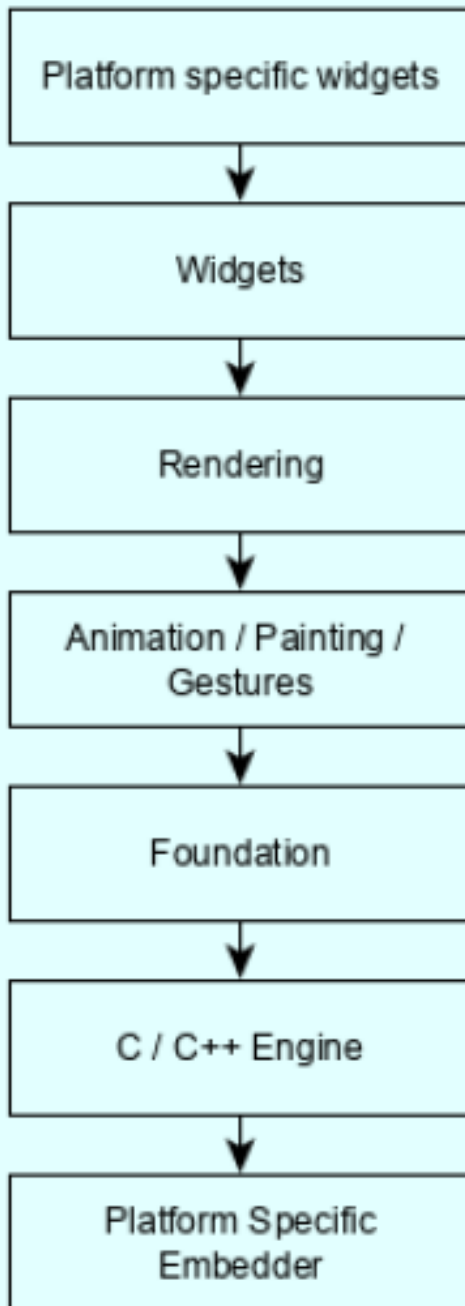 Platform specific widgets
Widgets
Rendering
Animation / Painting /
Gestures
Foundation
C / C++ Engine
Platform Specific
Embedder